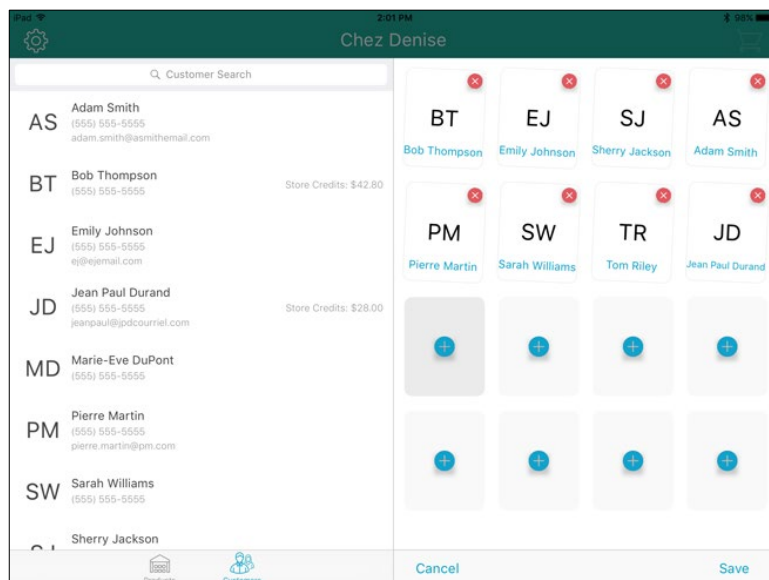 iPad
2:01 PM
98%
Chez Denise
Customer Search
AS
Adam Smith
(555) 555-5555
adam.smith@asmithemail.com
BT
Bob Thompson
(555) 555-5555
Store Credits: $42.80
EJ
Emily Johnson
(555) 555-5555
ej@ejemail.com
JD
Jean Paul Durand
(555) 555-5555
Store Credits: $28.00
jeanpaul@jpdcourriel.com
MD
Marie-Eve DuPont
(555) 555-5555
PM
Pierre Martin
(555) 555-5555
pierre.martin@pm.com
SW
Sarah Williams
(555) 555-5555
SJ
Sherry Jackson
Products
Customers
BT
Bob Thompson
EJ
Emily Johnson
SJ
Sherry Jackson
AS
Adam Smith
PM
Pierre Martin
SW
Sarah Williams
TR
Tom Riley
JD
Jean Paul Durand
Cancel
Save